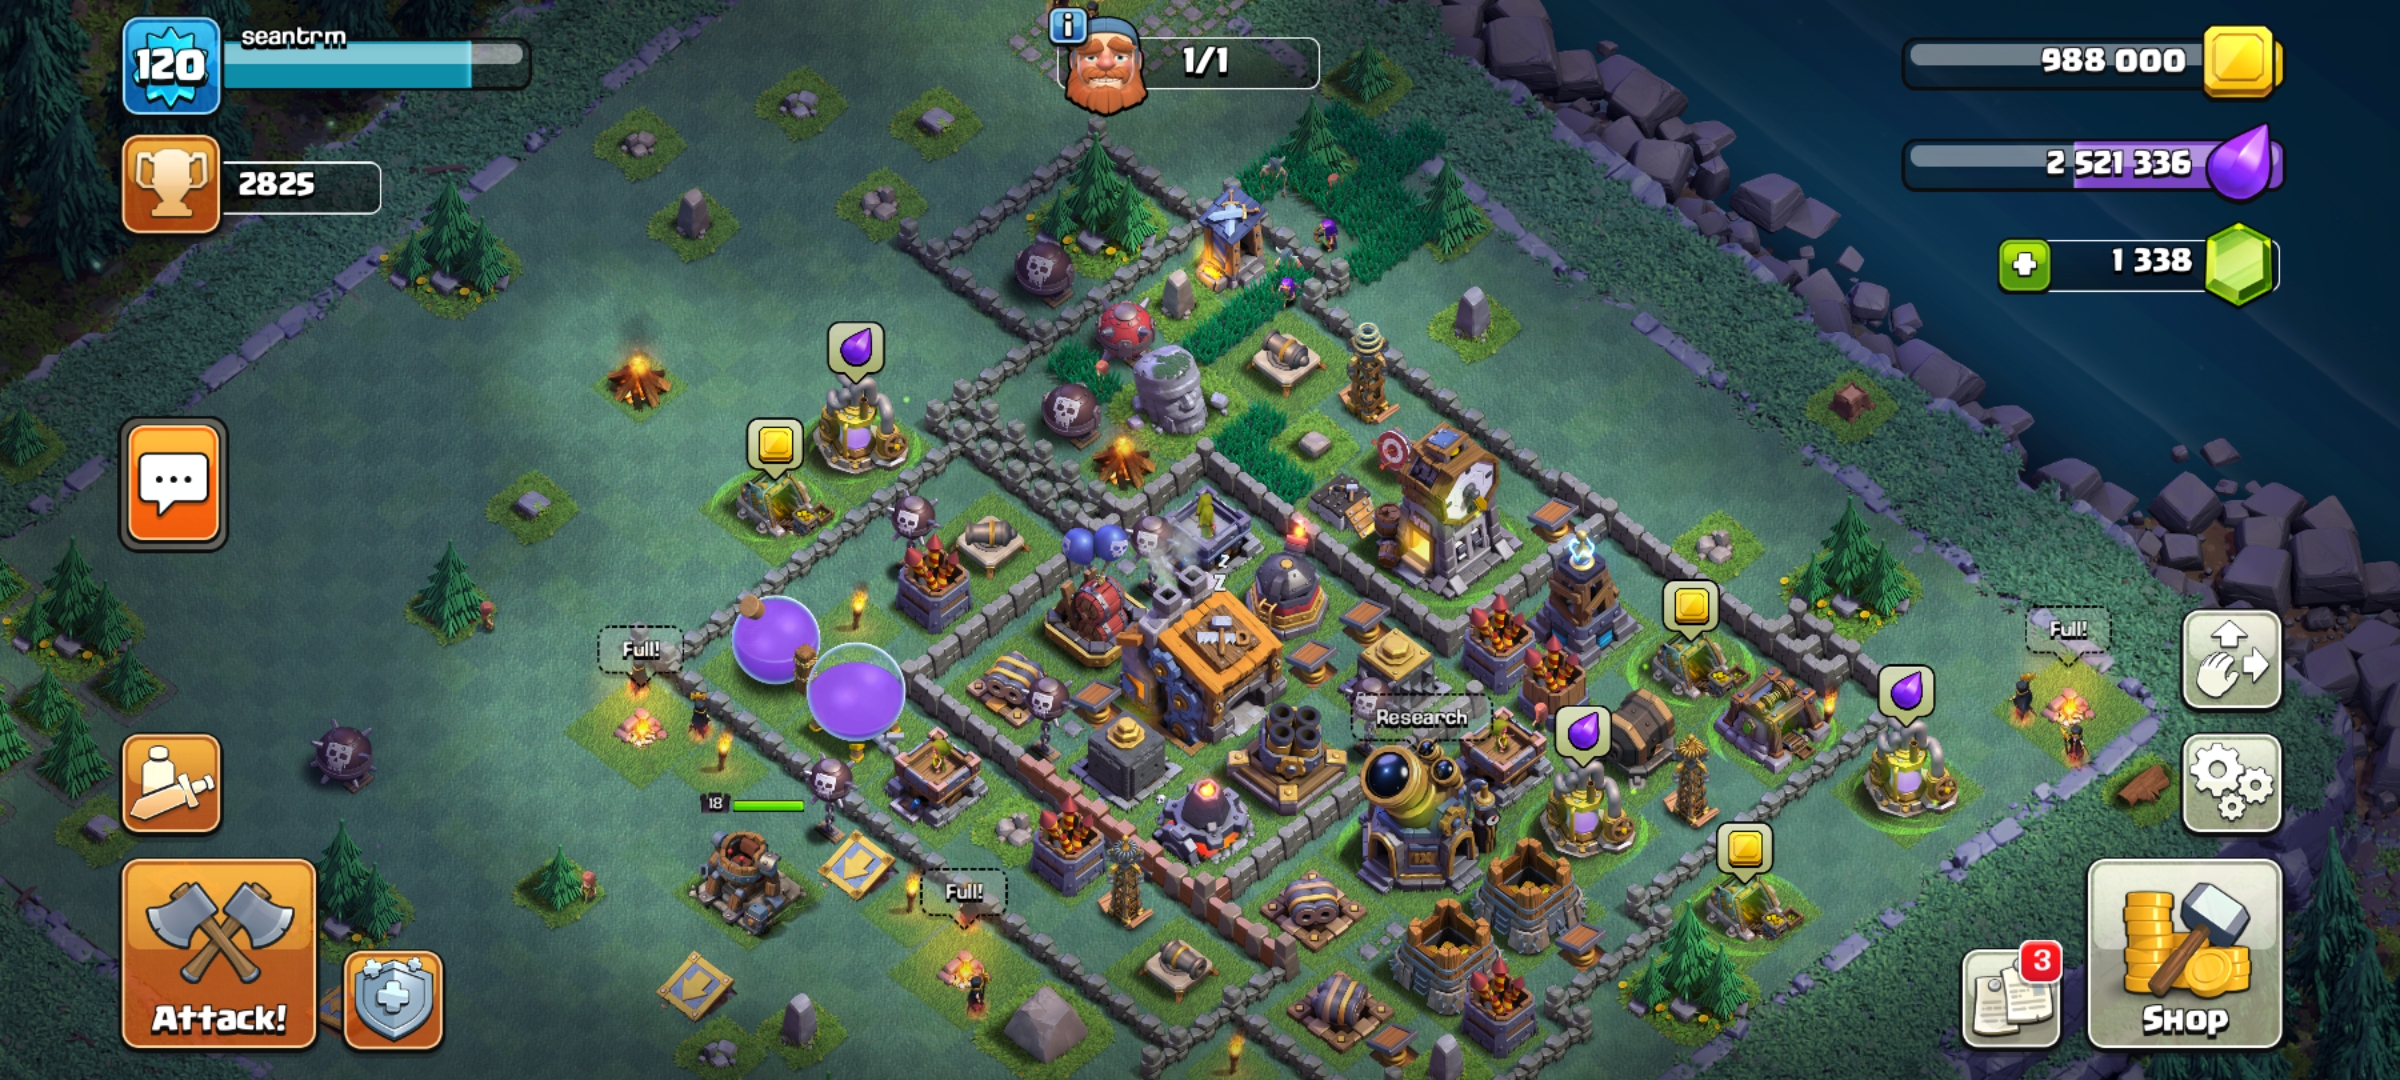 120
seantrm
i
1/1
988 000
2825
2 521 336
1 338
z
Z
Full!
Full!
Research
18
Full!
3
Attack!
Shop